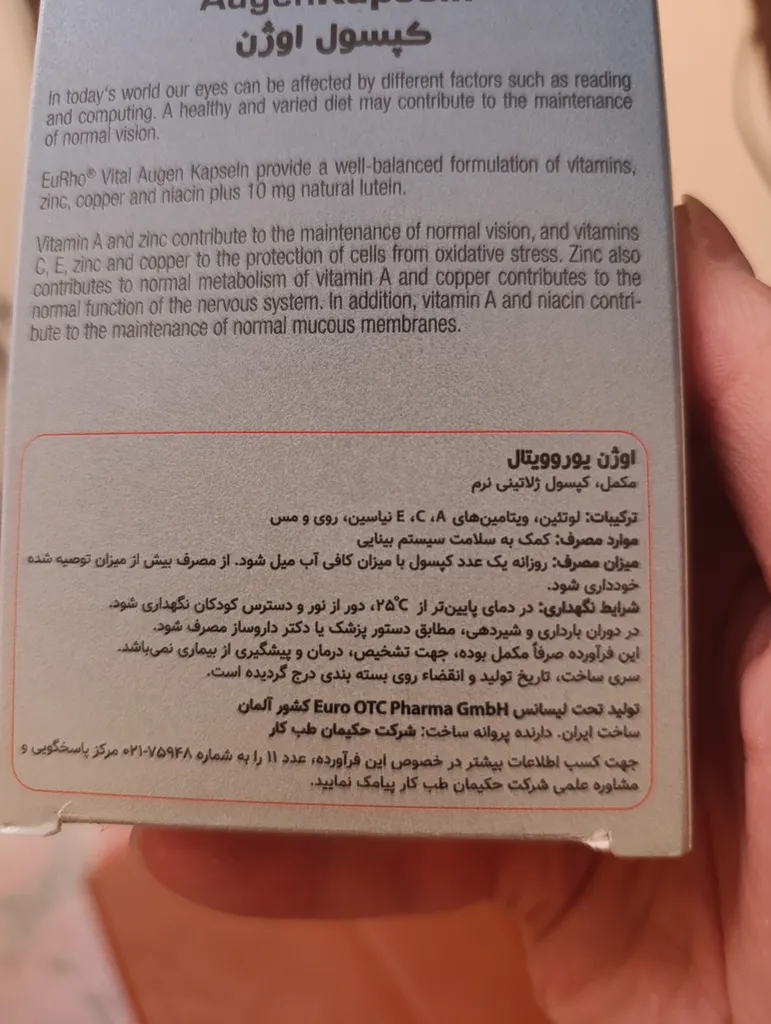 AugenKapseln
کپسول اوژن
In today's world our eyes can be affected by different factors such as reading
and computing. A healthy and varied diet may contribute to the maintenance
of normal vision.
EuRho® Vital Augen Kapseln provide a well-balanced formulation of vitamins,
zinc, copper and niacin plus 10 mg natural lutein.
Vitamin A and zinc contribute to the maintenance of normal vision, and vitamins
C, E, zinc and copper to the protection of cells from oxidative stress. Zinc also
contributes to normal metabolism of vitamin A and copper contributes to the
normal function of the nervous system. In addition, vitamin A and niacin contri-
bute to the maintenance of normal mucous membranes.
اوژن یوروویتال
مکمل، کپسول ژلاتینی نرم
ترکیبات: لوتئین، ویتامین‌های E ،C ،A نیاسین، روی و مس
موارد مصرف: کمک به سلامت سیستم بینایی
میزان مصرف: روزانه یک عدد کپسول با میزان کافی آب میل شود. از مصرف بیش از میزان توصیه شده
خودداری شود.
شرایط نگهداری: در دمای پایین‌تر از ۲۵°C، دور از نور و دسترس کودکان نگهداری شود.
در دوران بارداری و شیردهی، مطابق دستور پزشک یا دکتر داروساز مصرف شود.
این فرآورده صرفاً مکمل بوده، جهت تشخیص، درمان و پیشگیری از بیماری نمی‌باشد.
سری ساخت، تاریخ تولید و انقضاء روی بسته بندی درج گردیده است.
تولید تحت لیسانس Euro OTC Pharma GmbH کشور آلمان
ساخت ایران. دارنده پروانه ساخت: شرکت حکیمان طب کار
جهت کسب اطلاعات بیشتر در خصوص این فرآورده، عدد ۱۱ را به شماره ۷۵۹۴۸-۰۲۱ مرکز پاسخگویی و
مشاوره علمی شرکت حکیمان طب کار پیامک نمایید.